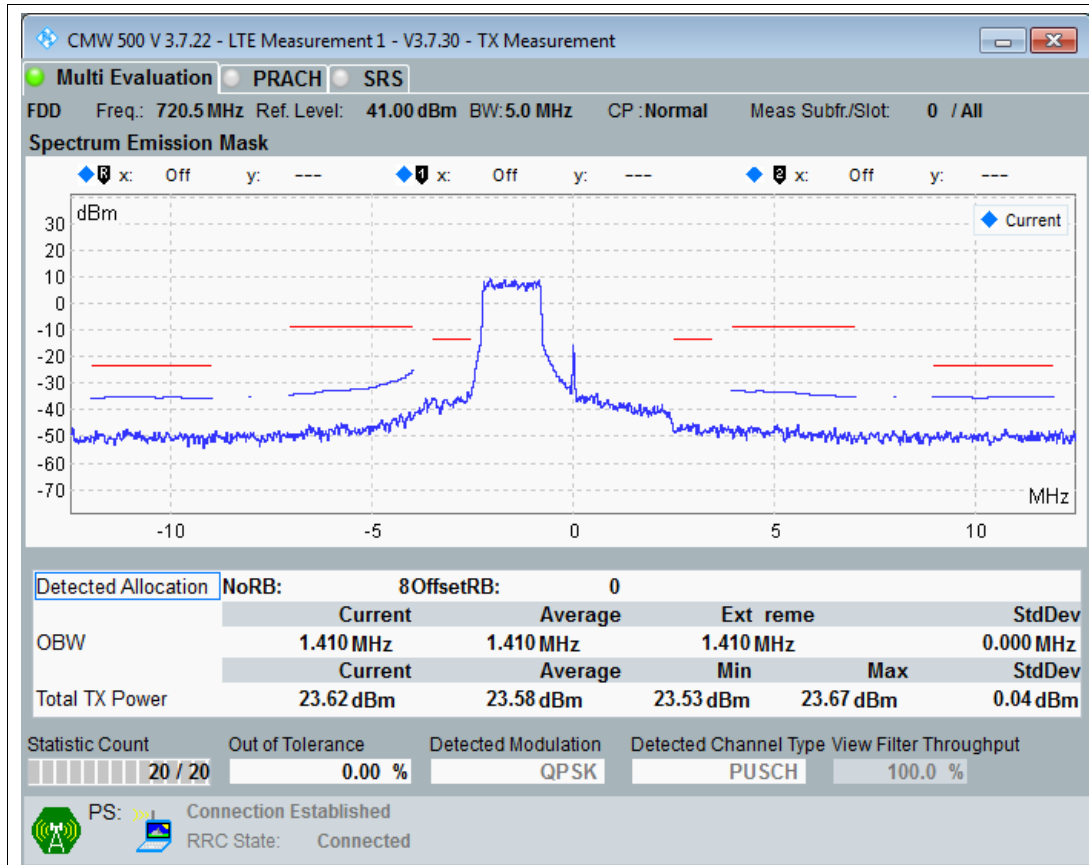 CMW 500 V 3.7.22 - LTE Measurement 1 - V3.7.30 - TX Measurement
Multi Evaluation PRACH SRS
FDD Freq.: 720.5 MHz Ref. Level: 41.00 dBm BW: 5.0 MHz CP : Normal Meas Subfr./Slot: 0 / All
Spectrum Emission Mask
R x: Off y: --- 1 x: Off y: --- 2 x: Off y: ---
dBm
Current
30
20
10
0
-10
-20
-30
-40
-50
-60
-70
MHz
-10 -5 0 5 10
Detected Allocation NoRB: 8 OffsetRB: 0
Current Average Ext reme StdDev
OBW 1.410 MHz 1.410 MHz 1.410 MHz 0.000 MHz
Current Average Min Max StdDev
Total TX Power 23.62 dBm 23.58 dBm 23.53 dBm 23.67 dBm 0.04 dBm
Statistic Count Out of Tolerance Detected Modulation Detected Channel Type View Filter Throughput
20 / 20 0.00 % QPSK PUSCH 100.0 %
PS: Connection Established
RRC State: Connected